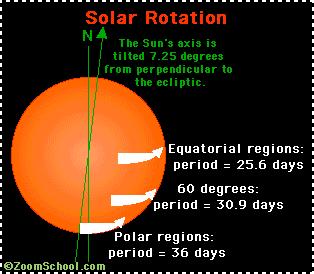 Solar Rotation
N
The Sun's axis is
tilted 7.25 degrees
from perpendicular to
the ecliptic.
Equatorial regions:
period = 25.6 days
60 degrees:
period = 30.9 days
Polar regions:
period = 36 days
©ZoomSchool.com